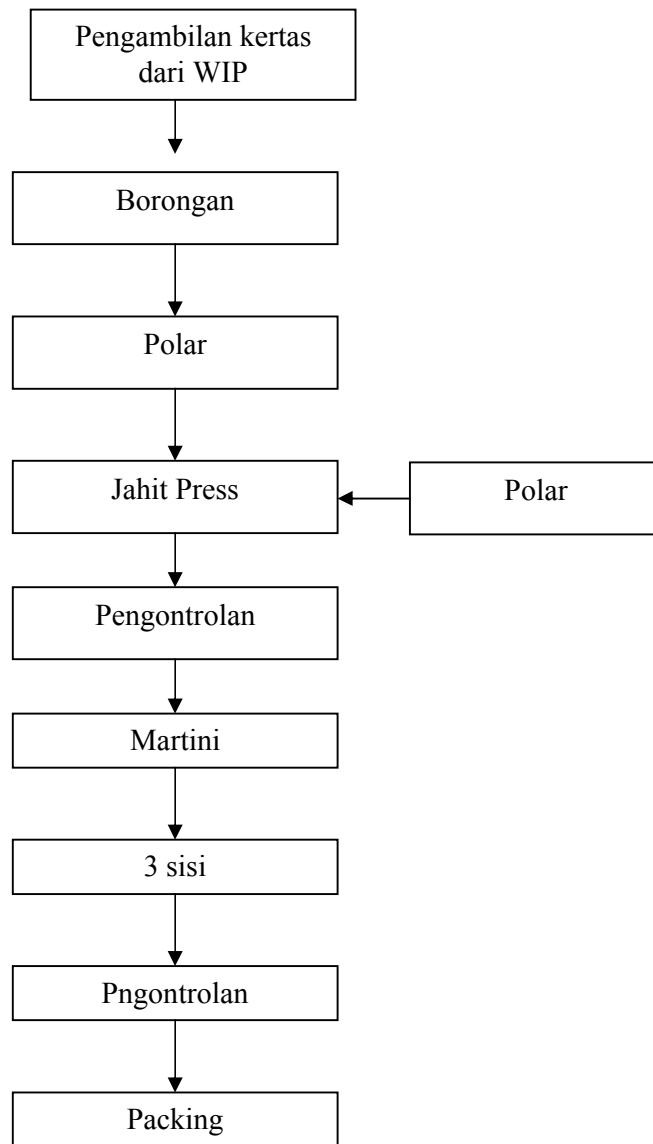 Pengambilan kertas
dari WIP
Borongan
Polar
Jahit Press
Polar
Pengontrolan
Martini
3 sisi
Pngontrolan
Packing